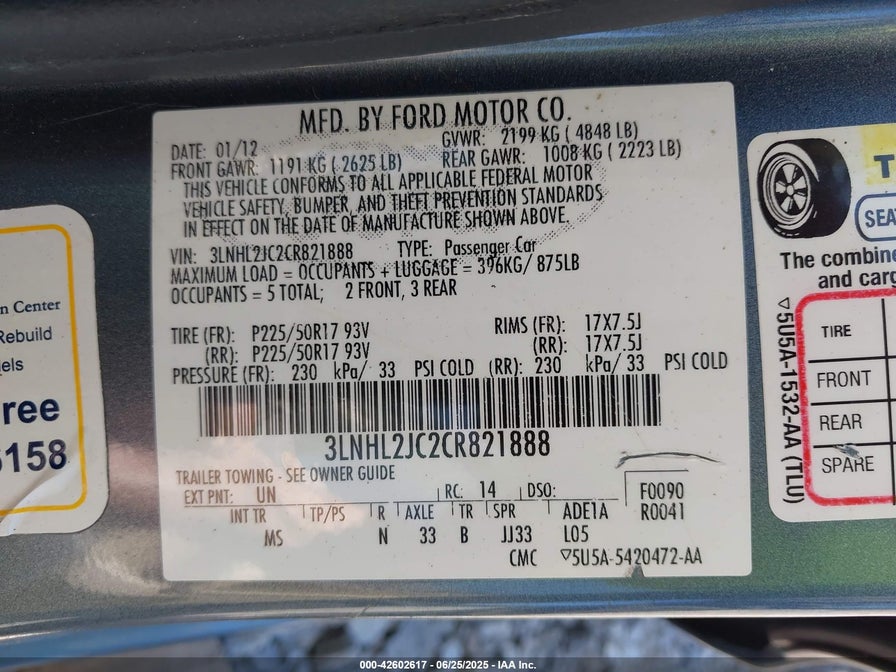 MFD. BY FORD MOTOR CO.
DATE: 01/12 GVWR: 2199 KG ( 4848 LB)
FRONT GAWR: 1191 KG ( 2625 LB) REAR GAWR: 1008 KG ( 2223 LB)
THIS VEHICLE CONFORMS TO ALL APPLICABLE FEDERAL MOTOR
VEHICLE SAFETY, BUMPER, AND THEFT PREVENTION STANDARDS
IN EFFECT ON THE DATE OF MANUFACTURE SHOWN ABOVE.
VIN: 3LNHL2JC2CR821888 TYPE: Passenger Car
MAXIMUM LOAD = OCCUPANTS + LUGGAGE = 396KG/ 875LB
OCCUPANTS = 5 TOTAL; 2 FRONT, 3 REAR
TIRE (FR): P225/50R17 93V RIMS (FR): 17X7.5J
(RR): P225/50R17 93V (RR): 17X7.5J
PRESSURE (FR): 230 kPa/ 33 PSI COLD (RR): 230 kPa/ 33 PSI COLD
3LNHL2JC2CR821888
TRAILER TOWING - SEE OWNER GUIDE
EXT PNT: UN RC: 14 DSO: F0090
INT TR TP/PS R AXLE TR SPR ADE1A R0041
MS N 33 B JJ33 L05
CMC ▽5U5A-5420472-AA
n Center
Rebuild
els
ree
6158
T
SEA
The combine
and carg
TIRE
FRONT
REAR
SPARE
▽5U5A-1532-AA (TLU)
000-42602617 - 06/25/2025 - IAA Inc.